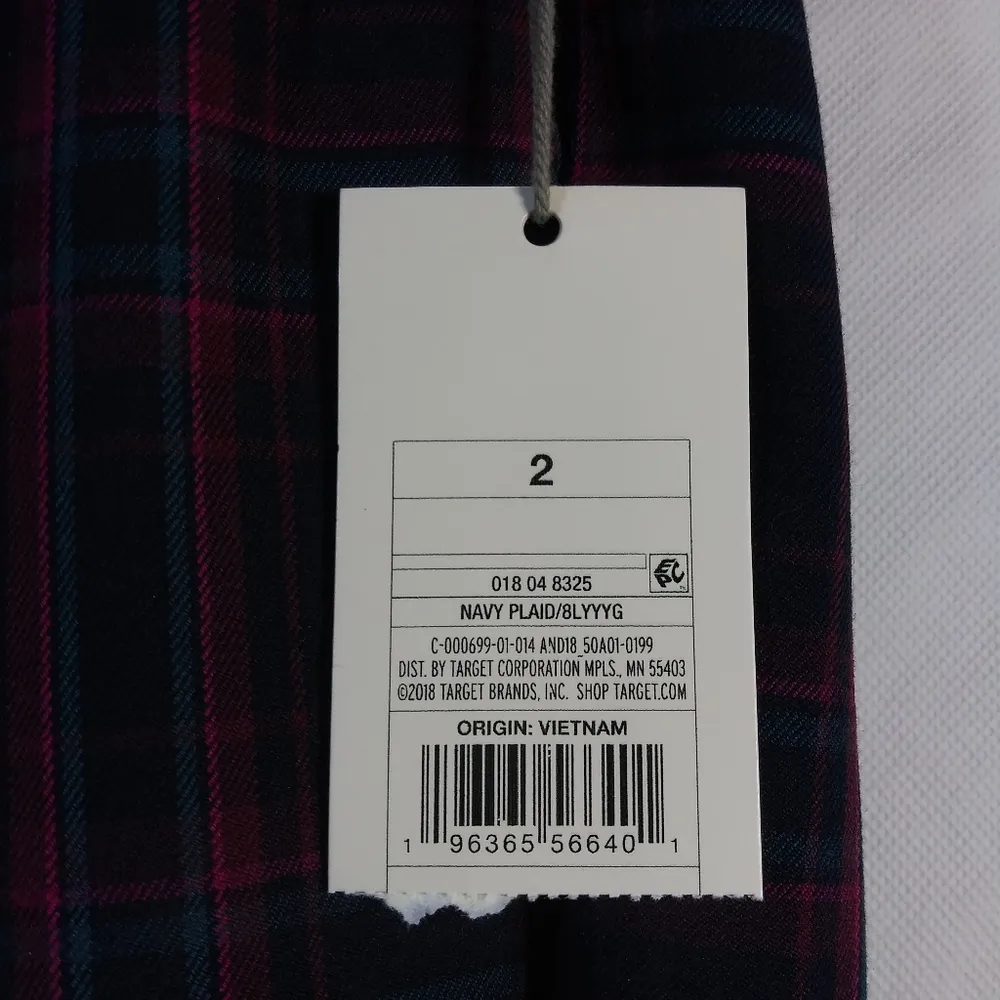 2
EPC
018 04 8325
NAVY PLAID/8LYYYG
C-000699-01-014 AND18_50A01-0199
DIST. BY TARGET CORPORATION MPLS., MN 55403
©2018 TARGET BRANDS, INC. SHOP TARGET.COM
ORIGIN: VIETNAM
1 96365 56640 1